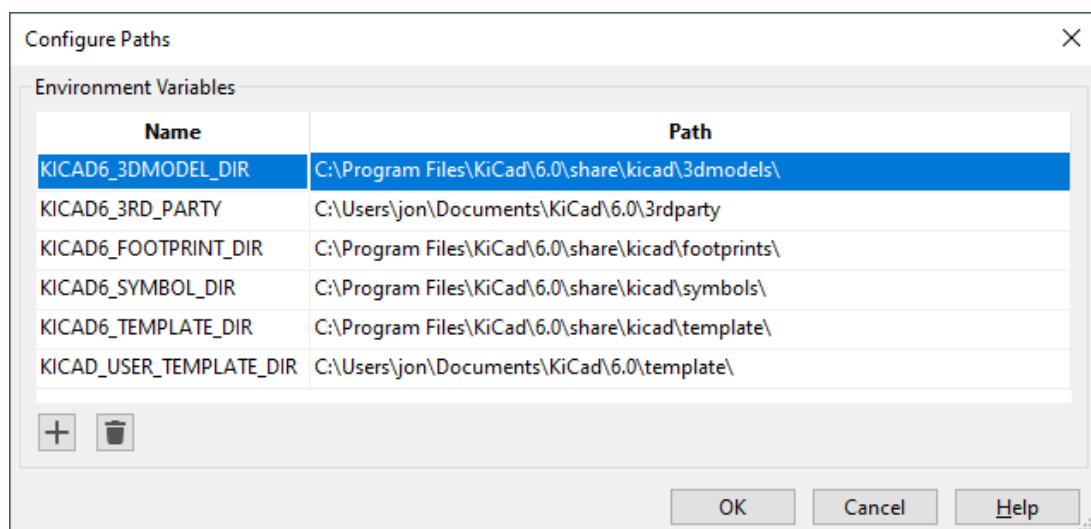 Configure Paths
Environment Variables
Name Path
KICAD6_3DMODEL_DIR C:\Program Files\KiCad\6.0\share\kicad\3dmodels\
KICAD6_3RD_PARTY C:\Users\jon\Documents\KiCad\6.0\3rdparty
KICAD6_FOOTPRINT_DIR C:\Program Files\KiCad\6.0\share\kicad\footprints\
KICAD6_SYMBOL_DIR C:\Program Files\KiCad\6.0\share\kicad\symbols\
KICAD6_TEMPLATE_DIR C:\Program Files\KiCad\6.0\share\kicad\template\
KICAD_USER_TEMPLATE_DIR C:\Users\jon\Documents\KiCad\6.0\template\
OK Cancel Help